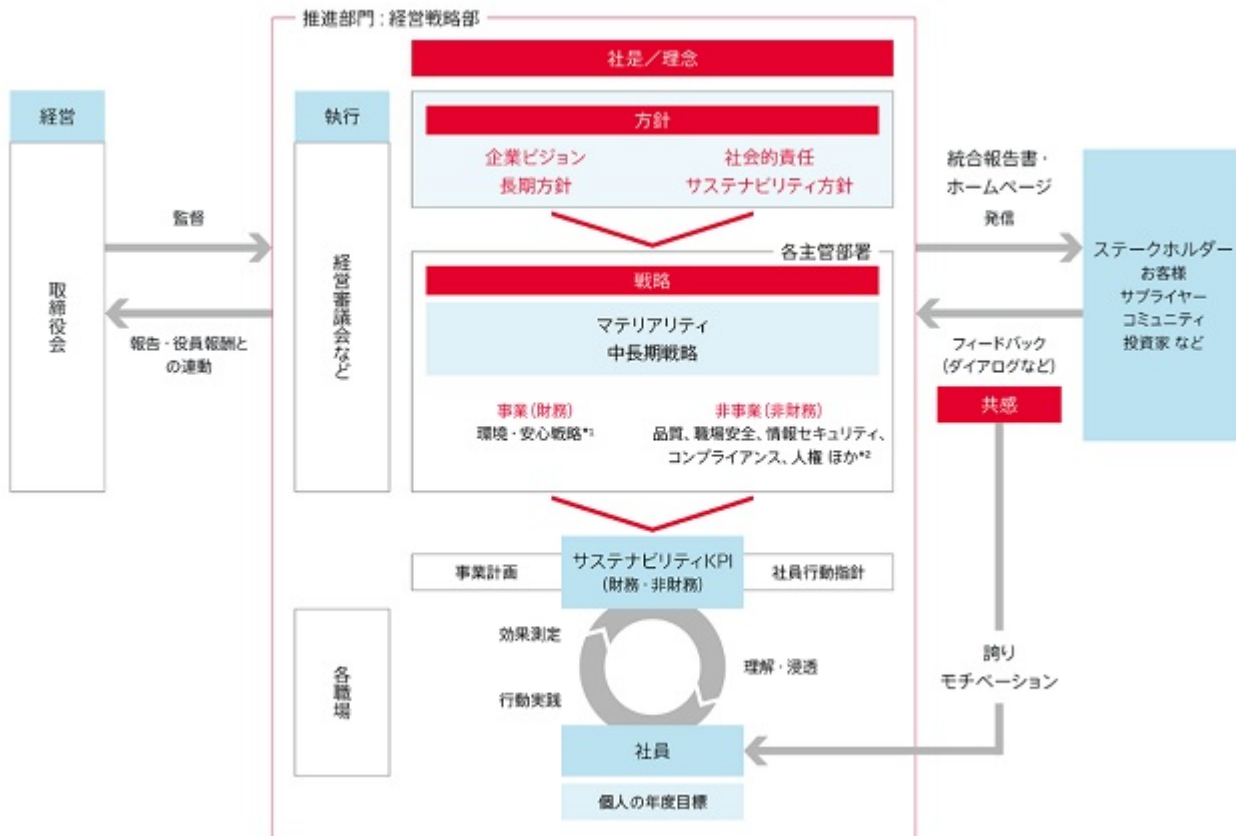 推進部門：経営戦略部
社是／理念
経営
執行
方針
企業ビジョン
長期方針
社会的責任
サステナビリティ方針
統合報告書・
ホームページ
発信
監督
取締役会
報告・役員報酬と
の連動
経営審議会など
各主管部署
戦略
マテリアリティ
中長期戦略
事業（財務）
環境・安心戦略*1
非事業（非財務）
品質、職場安全、情報セキュリティ、
コンプライアンス、人権 ほか*2
ステークホルダー
お客様
サプライヤー
コミュニティ
投資家 など
フィードバック
(ダイアログなど)
共感
事業計画
サステナビリティKPI
(財務・非財務)
社員行動指針
効果測定
理解・浸透
行動実践
各職場
誇り
モチベーション
社員
個人の年度目標